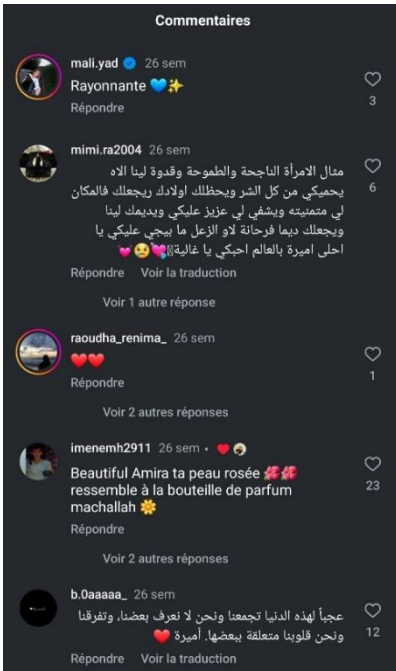 Commentaires
mali.yad 26 sem
Rayonnante 💙✨
Répondre
3
mimi.ra2004 26 sem
مثال الامرأة الناجحة والطموحة وقدوة لينا الاه
يحميكي من كل الشر ويحظلك اولادك ريجعلك فالمكان
لي متمنيته ويشفي لي عزيز عليكي ويديمك لينا
ويجعلك ديما فرحانة لاو الزعل ما بيجي عليكي يا
احلى اميرة بالعالم احبكي يا غالية💘😢💓
6
Répondre Voir la traduction
Voir 1 autre réponse
raoudha_renima_ 26 sem
❤️❤️
1
Répondre
Voir 2 autres réponses
imenemh2911 26 sem • ❤️
Beautiful Amira ta peau rosée 🌺🌺
ressemble à la bouteille de parfum
machallah 🌼
23
Répondre
Voir 2 autres réponses
b.0aaaaa_ 26 sem
عجباً لهذه الدنيا تجمعنا ونحن لا نعرف بعضنا، وتفرقنا
ونحن قلوبنا متعلقة ببعضها. أميرة ❤️
12
Répondre Voir la traduction